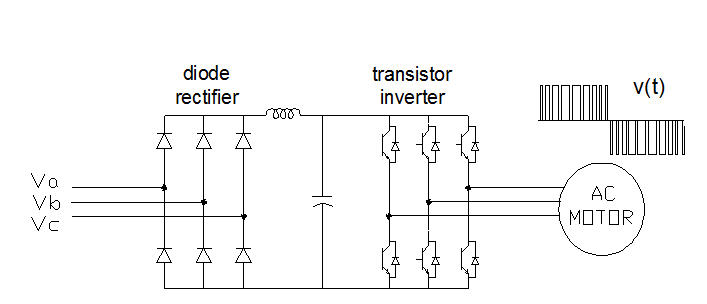 diode
rectifier
transistor
inverter
v(t)
Va
Vb
Vc
AC
MOTOR